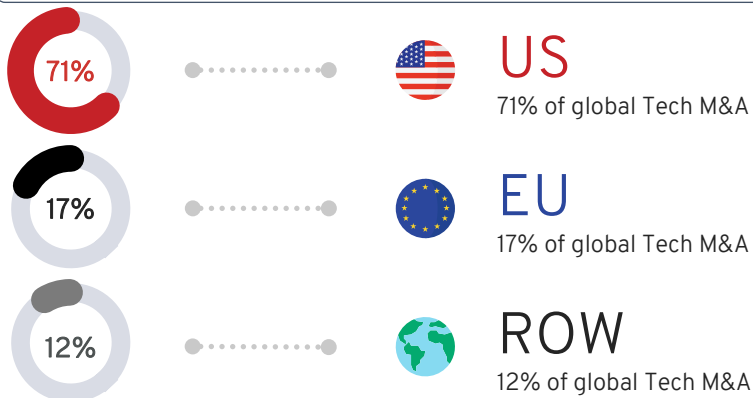 71%
US
71% of global Tech M&A
17%
EU
17% of global Tech M&A
12%
ROW
12% of global Tech M&A